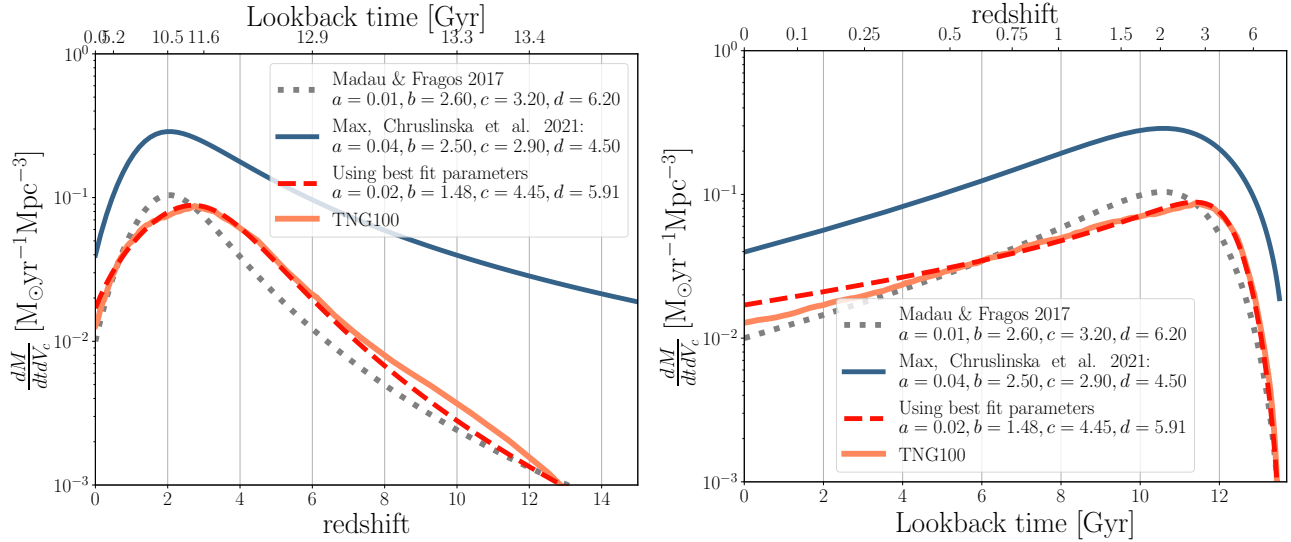 Lookback time [Gyr]
0.0 5.2 10.5 11.6 12.9 13.3 13.4
10⁰
10⁻¹
10⁻²
10⁻³
dM/dtdV_c [M⊙yr⁻¹Mpc⁻³]
Madau & Fragos 2017
a = 0.01, b = 2.60, c = 3.20, d = 6.20
Max, Chruslinska et al. 2021:
a = 0.04, b = 2.50, c = 2.90, d = 4.50
Using best fit parameters
a = 0.02, b = 1.48, c = 4.45, d = 5.91
TNG100
0 2 4 6 8 10 12 14
redshift
redshift
0 0.1 0.25 0.5 0.75 1 1.5 2 3 6
10⁰
10⁻¹
10⁻²
10⁻³
dM/dtdV_c [M⊙yr⁻¹Mpc⁻³]
Madau & Fragos 2017
a = 0.01, b = 2.60, c = 3.20, d = 6.20
Max, Chruslinska et al. 2021:
a = 0.04, b = 2.50, c = 2.90, d = 4.50
Using best fit parameters
a = 0.02, b = 1.48, c = 4.45, d = 5.91
TNG100
0 2 4 6 8 10 12
Lookback time [Gyr]